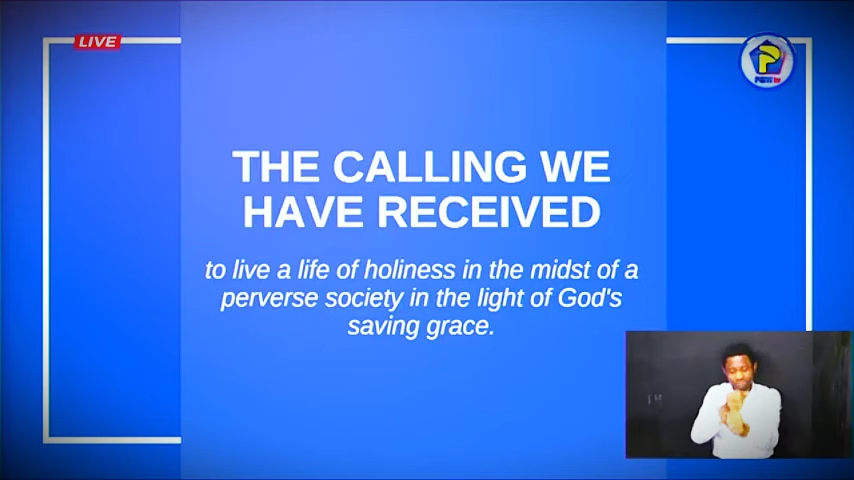 LIVE
P
THE CALLING WE
HAVE RECEIVED
to live a life of holiness in the midst of a
perverse society in the light of God's
saving grace.